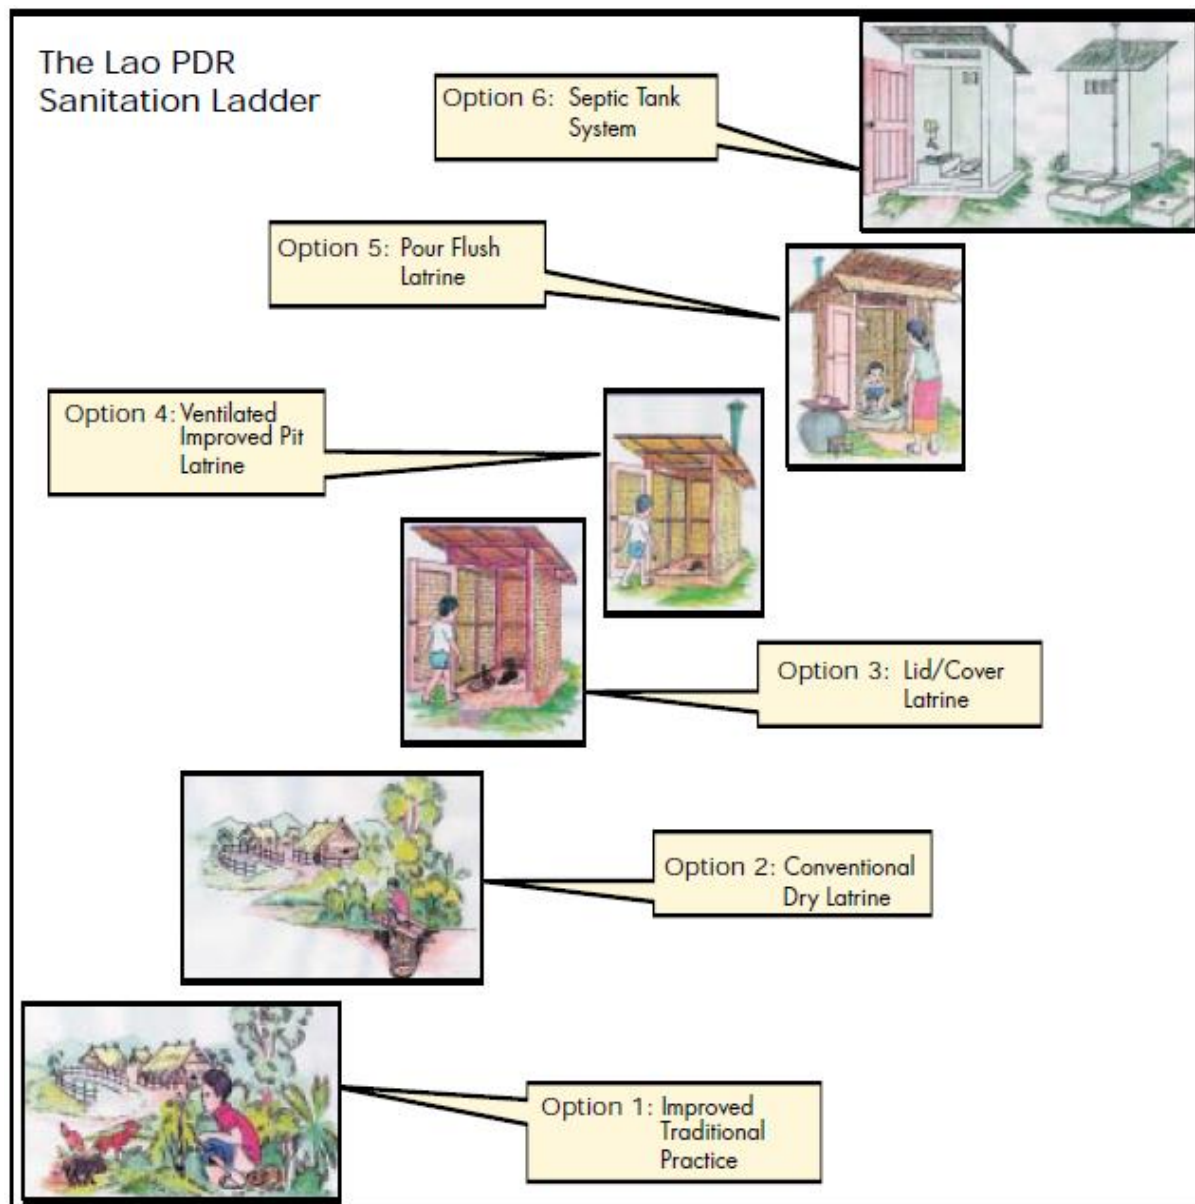 The Lao PDR
Sanitation Ladder
Option 6: Septic Tank
System
Option 5: Pour Flush
Latrine
Option 4: Ventilated
Improved Pit
Latrine
Option 3: Lid/Cover
Latrine
Option 2: Conventional
Dry Latrine
Option 1: Improved
Traditional
Practice